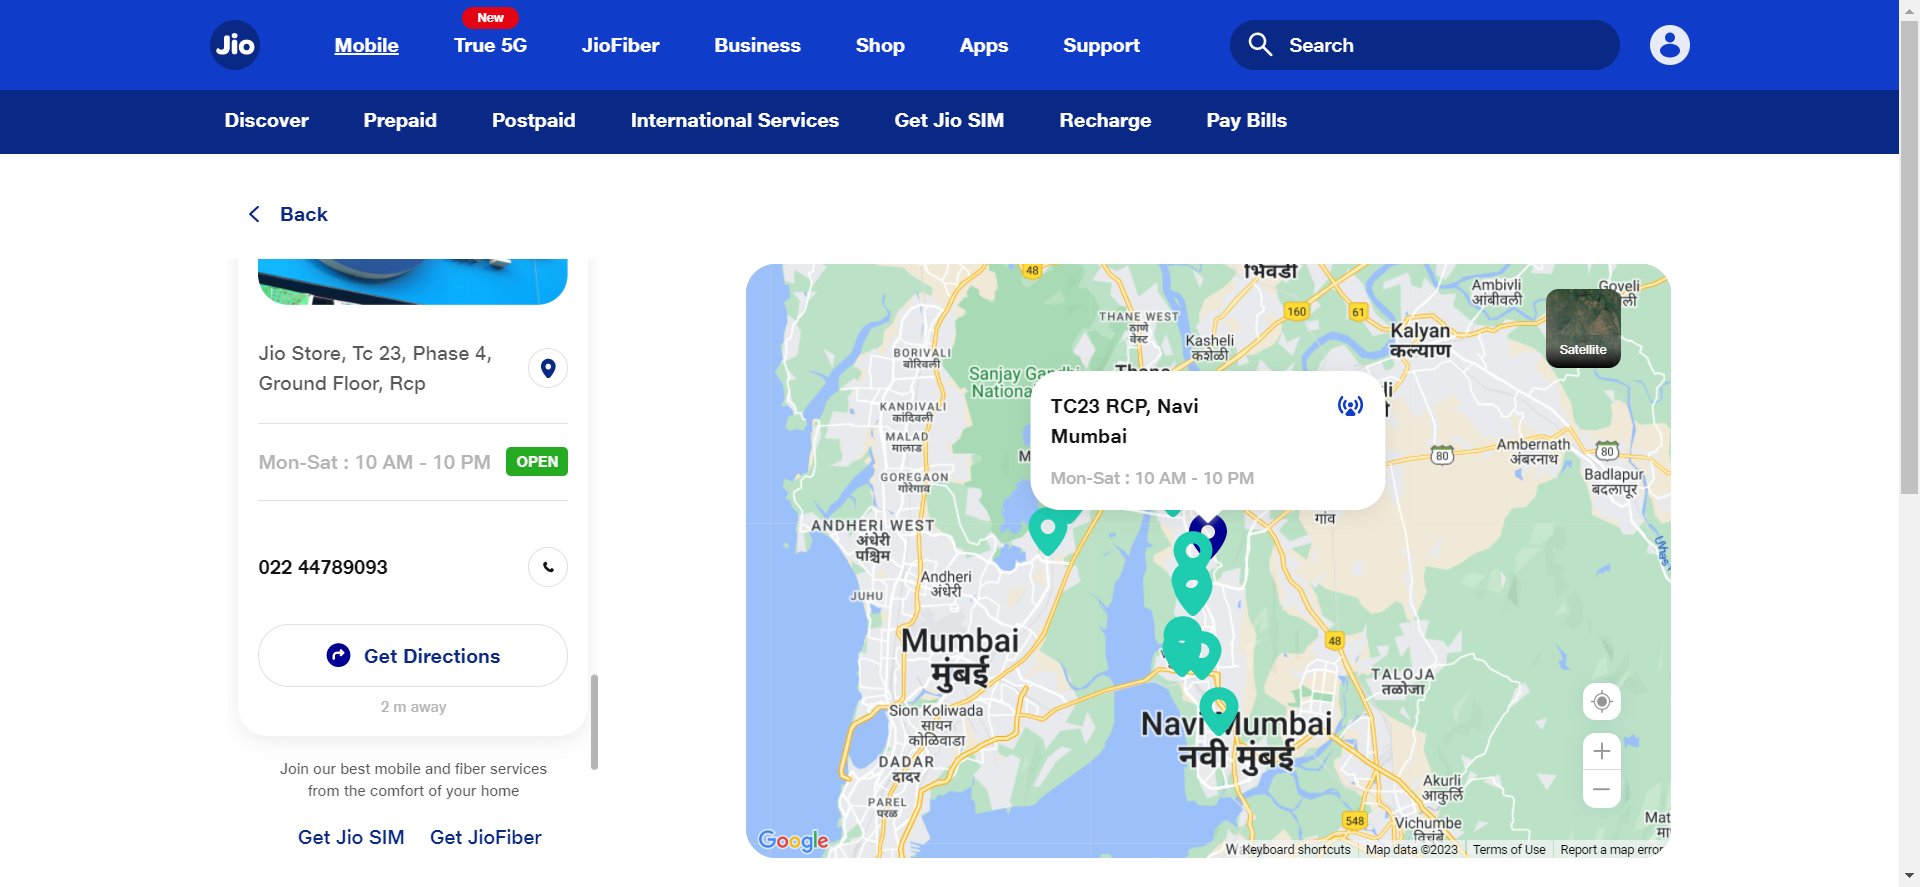 Jio
Mobile
New
True 5G
JioFiber
Business
Shop
Apps
Support
Search
Discover
Prepaid
Postpaid
International Services
Get Jio SIM
Recharge
Pay Bills
Back
Jio Store, Tc 23, Phase 4,
Ground Floor, Rcp
Mon-Sat : 10 AM - 10 PM
OPEN
022 44789093
Get Directions
2 m away
Join our best mobile and fiber services
from the comfort of your home
Get Jio SIM
Get JioFiber
48
भिवंडी
Ambivli
आंबीवली
Goveli
THANE WEST
ठाणे
वेस्ट
160
61
Kasheli
कशेळी
Kalyan
कल्याण
Satellite
BORIVALI
बोरिवली
Sanjay Gandhi
National
Thane
KANDIVALI
कांदिवली
MALAD
मालाड
TC23 RCP, Navi
Mumbai
Mon-Sat : 10 AM - 10 PM
Ambernath
अंबरनाथ
80
80
Badlapur
बदलापूर
GOREGAON
गोरेगाव
गांव
ANDHERI WEST
अंधेरी
पश्चिम
Andheri
अंधेरी
JUHU
Mumbai
मुंबई
48
TALOJA
तळोजा
Sion Koliwada
सायन
कोळिवाडा
Navi Mumbai
नवी मुंबई
DADAR
दादर
PAREL
परळ
Akurli
आकुर्लि
548
Vichumbe
विचुंबे
Google
Keyboard shortcuts
Map data ©2023
Terms of Use
Report a map error